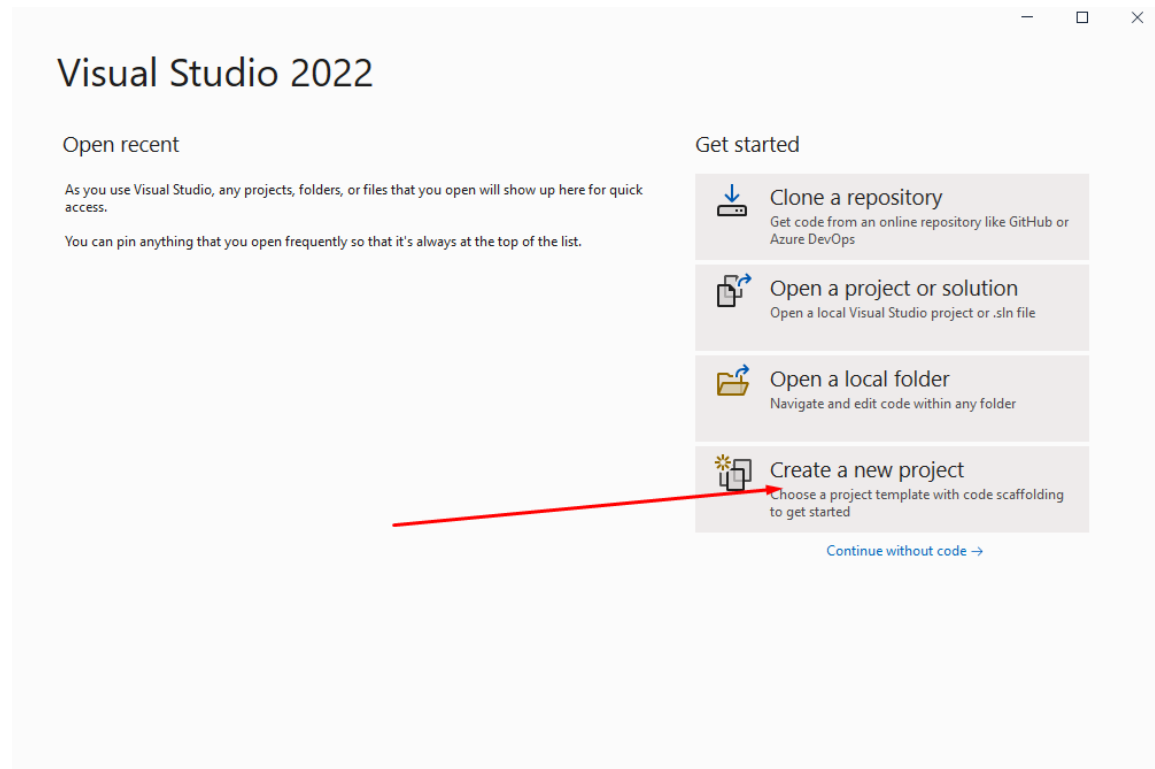 Visual Studio 2022
Open recent
As you use Visual Studio, any projects, folders, or files that you open will show up here for quick
access.
You can pin anything that you open frequently so that it's always at the top of the list.
Get started
Clone a repository
Get code from an online repository like GitHub or
Azure DevOps
Open a project or solution
Open a local Visual Studio project or .sln file
Open a local folder
Navigate and edit code within any folder
Create a new project
Choose a project template with code scaffolding
to get started
Continue without code →